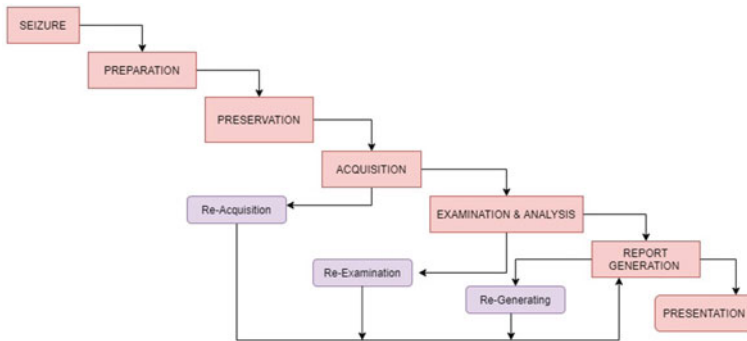 SEIZURE
PREPARATION
PRESERVATION
ACQUISITION
Re-Acquisition
EXAMINATION & ANALYSIS
Re-Examination
REPORT
GENERATION
Re-Generating
PRESENTATION